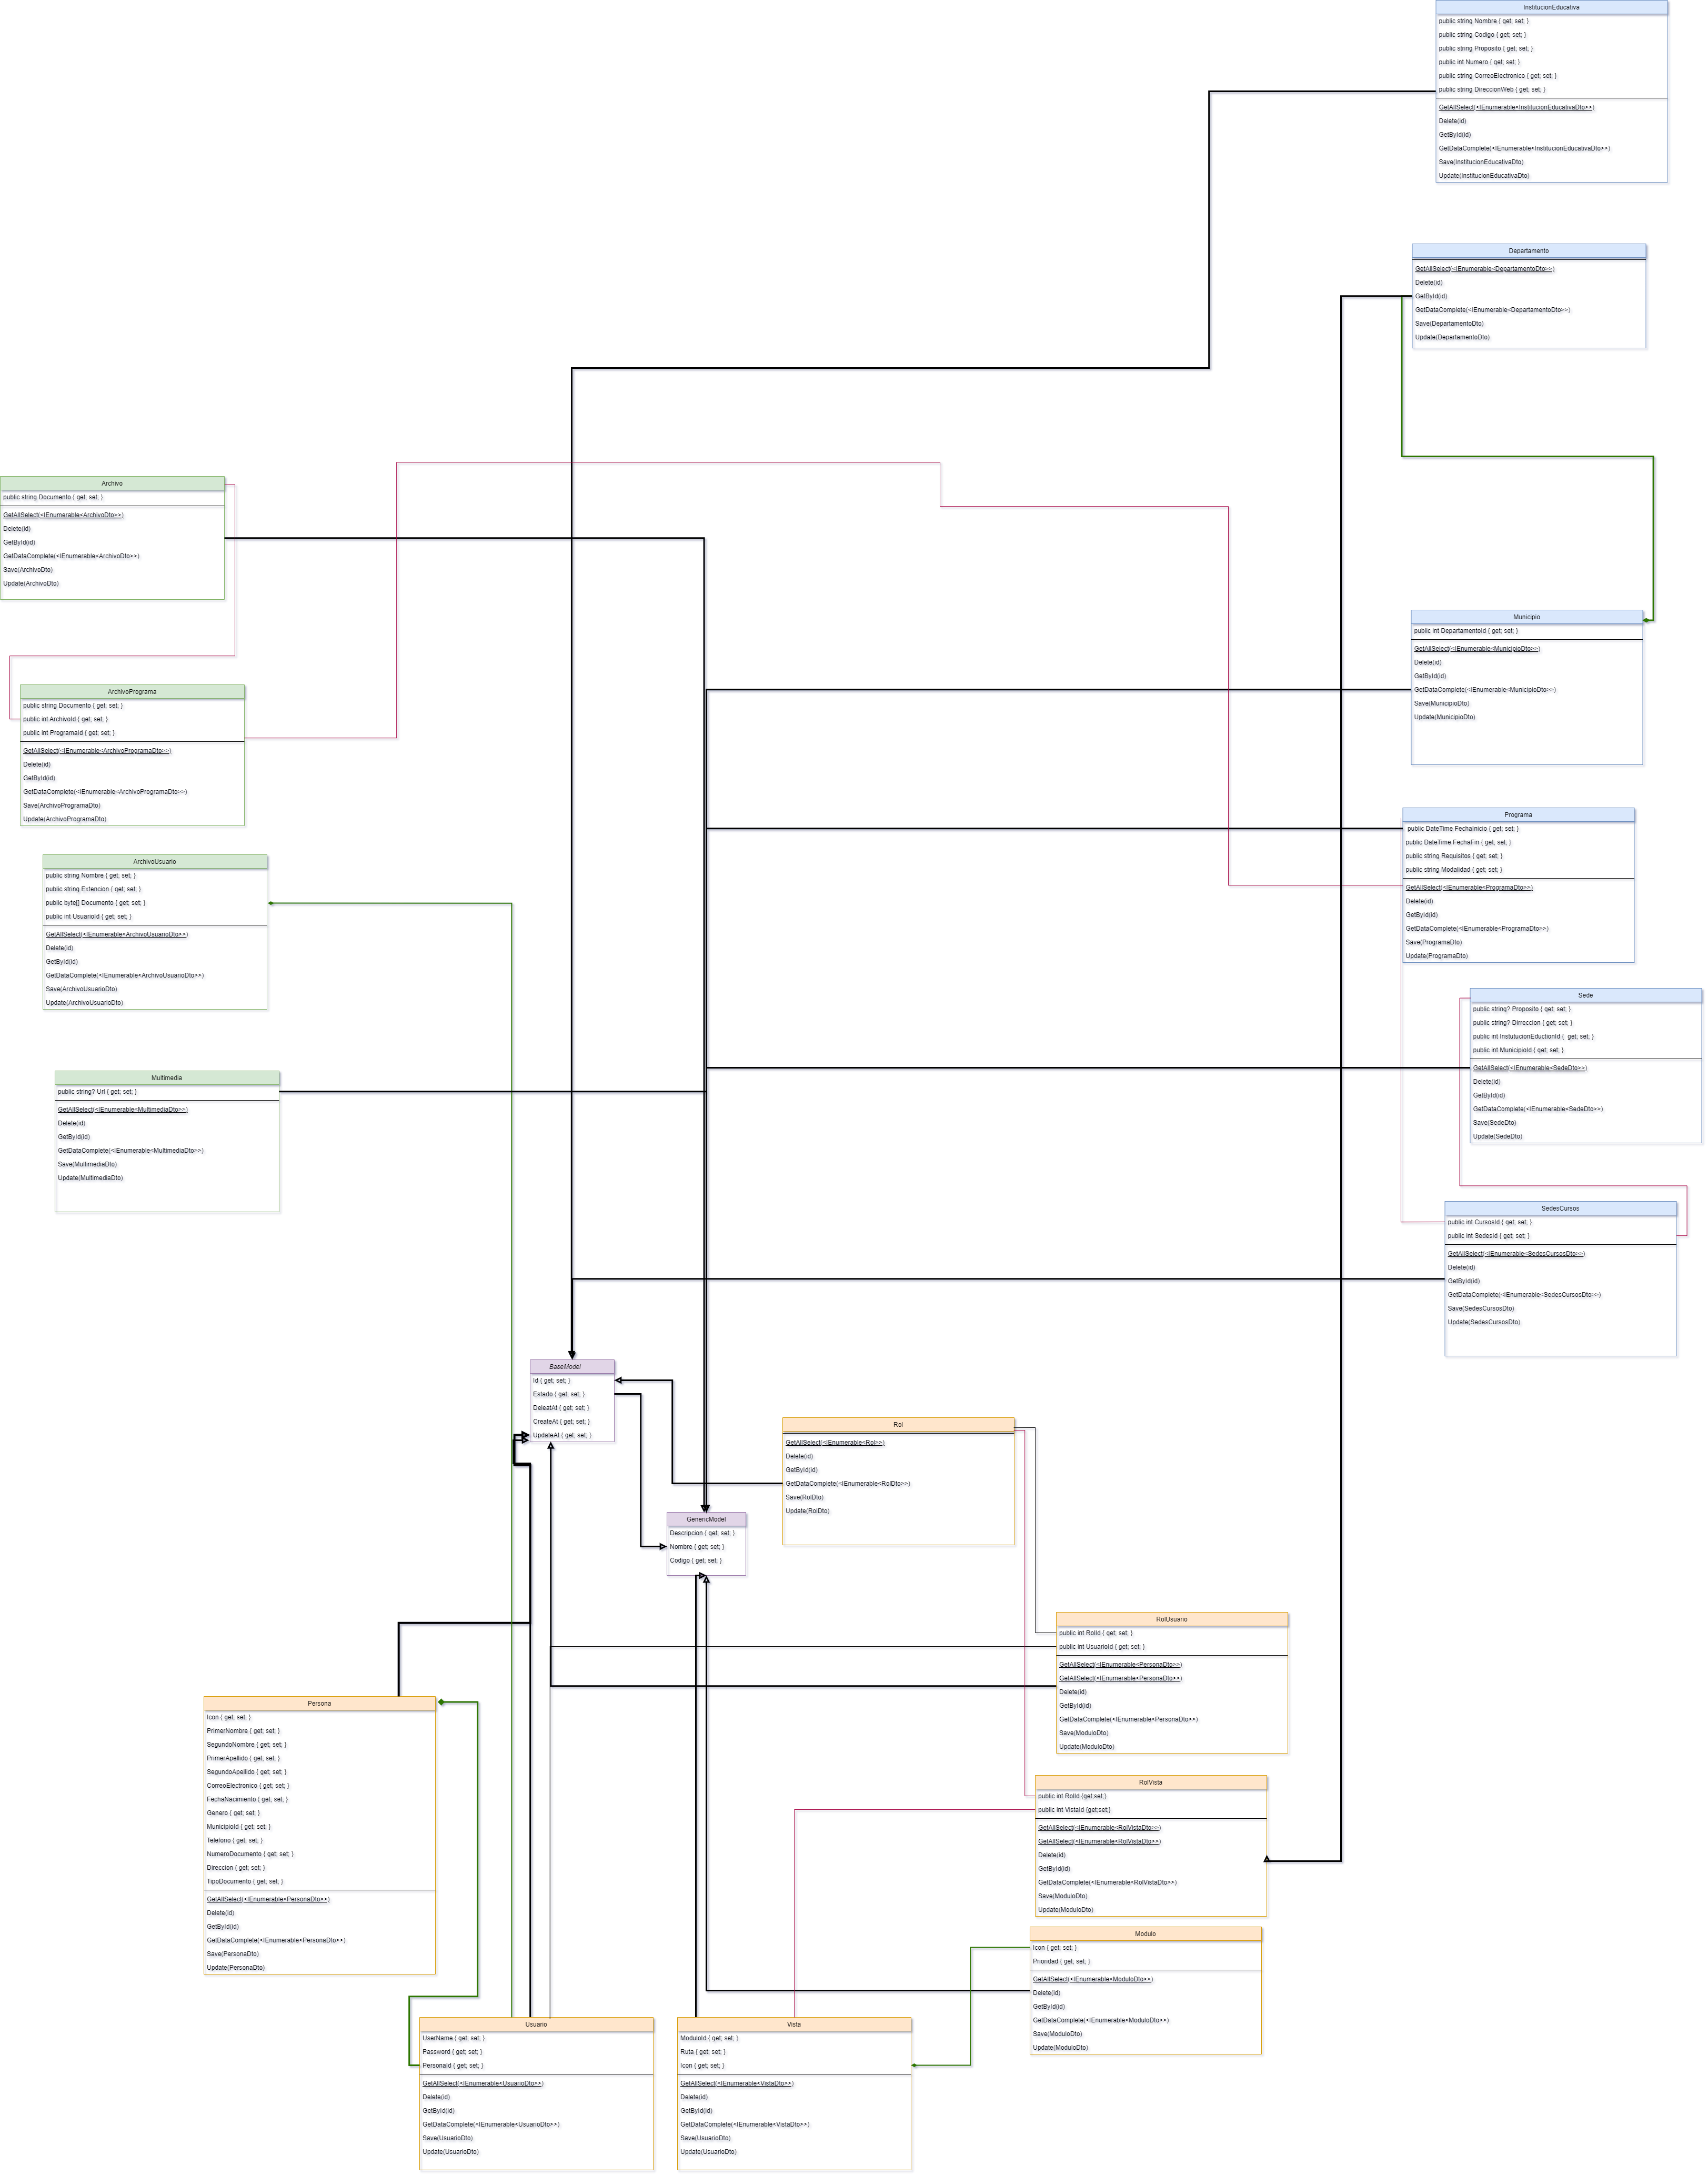 InstitucionEducativa
public string Nombre { get; set; }
public string Codigo { get; set; }
public string Proposito { get; set; }
public int Numero { get; set; }
public string CorreoElectronico { get; set; }
public string DireccionWeb { get; set; }
GetAllSelect(<IEnumerable<InstitucionEducativaDto>>)
Delete(id)
GetById(id)
GetDataComplete(<IEnumerable<InstitucionEducativaDto>>)
Save(InstitucionEducativaDto)
Update(InstitucionEducativaDto)
Departamento
GetAllSelect(<IEnumerable<DepartamentoDto>>)
Delete(id)
GetById(id)
GetDataComplete(<IEnumerable<DepartamentoDto>>)
Save(DepartamentoDto)
Update(DepartamentoDto)
Archivo
public string Documento { get; set; }
GetAllSelect(<IEnumerable<ArchivoDto>>)
Delete(id)
GetById(id)
GetDataComplete(<IEnumerable<ArchivoDto>>)
Save(ArchivoDto)
Update(ArchivoDto)
Municipio
public int DepartamentoId { get; set; }
GetAllSelect(<IEnumerable<MunicipioDto>>)
Delete(id)
GetById(id)
GetDataComplete(<IEnumerable<MunicipioDto>>)
Save(MunicipioDto)
Update(MunicipioDto)
ArchivoPrograma
public string Documento { get; set; }
public int ArchivoId { get; set; }
public int ProgramaId { get; set; }
GetAllSelect(<IEnumerable<ArchivoProgramaDto>>)
Delete(id)
GetById(id)
GetDataComplete(<IEnumerable<ArchivoProgramaDto>>)
Save(ArchivoProgramaDto)
Update(ArchivoProgramaDto)
Programa
public DateTime FechaInicio { get; set; }
public DateTime FechaFin { get; set; }
public string Requisitos { get; set; }
public string Modalidad { get; set; }
GetAllSelect(<IEnumerable<ProgramaDto>>)
Delete(id)
GetById(id)
GetDataComplete(<IEnumerable<ProgramaDto>>)
Save(ProgramaDto)
Update(ProgramaDto)
ArchivoUsuario
public string Nombre { get; set; }
public string Extencion { get; set; }
public byte[] Documento { get; set; }
public int UsuarioId { get; set; }
GetAllSelect(<IEnumerable<ArchivoUsuarioDto>>)
Delete(id)
GetById(id)
GetDataComplete(<IEnumerable<ArchivoUsuarioDto>>)
Save(ArchivoUsuarioDto)
Update(ArchivoUsuarioDto)
Sede
public string? Proposito { get; set; }
public string? Dirreccion { get; set; }
public int InstutucionEductionId {  get; set; }
public int MunicipioId { get; set; }
GetAllSelect(<IEnumerable<SedeDto>>)
Delete(id)
GetById(id)
GetDataComplete(<IEnumerable<SedeDto>>)
Save(SedeDto)
Update(SedeDto)
Multimedia
public string? Url { get; set; }
GetAllSelect(<IEnumerable<MultimediaDto>>)
Delete(id)
GetById(id)
GetDataComplete(<IEnumerable<MultimediaDto>>)
Save(MultimediaDto)
Update(MultimediaDto)
SedesCursos
public int CursosId { get; set; }
public int SedesId { get; set; }
GetAllSelect(<IEnumerable<SedesCursosDto>>)
Delete(id)
GetById(id)
GetDataComplete(<IEnumerable<SedesCursosDto>>)
Save(SedesCursosDto)
Update(SedesCursosDto)
BaseModel
Id { get; set; }
Estado { get; set; }
DeleatAt { get; set; }
CreateAt { get; set; }
UpdateAt { get; set; }
Rol
GetAllSelect(<IEnumerable<Rol>>)
Delete(id)
GetById(id)
GetDataComplete(<IEnumerable<RolDto>>)
Save(RolDto)
Update(RolDto)
GenericModel
Descripcion { get; set; }
Nombre { get; set; }
Codigo { get; set; }
RolUsuario
public int RolId { get; set; }
public int UsuarioId { get; set; }
GetAllSelect(<IEnumerable<PersonaDto>>)
GetAllSelect(<IEnumerable<PersonaDto>>)
Delete(id)
GetById(id)
GetDataComplete(<IEnumerable<PersonaDto>>)
Save(ModuloDto)
Update(ModuloDto)
Persona
Icon { get; set; }
PrimerNombre { get; set; }
SegundoNombre { get; set; }
PrimerApellido { get; set; }
SegundoApellido { get; set; }
CorreoElectronico { get; set; }
FechaNacimiento { get; set; }
Genero { get; set; }
MunicipioId { get; set; }
Telefono { get; set; }
NumeroDocumento { get; set; }
Direccion { get; set; }
TipoDocumento { get; set; }
GetAllSelect(<IEnumerable<PersonaDto>>)
Delete(id)
GetById(id)
GetDataComplete(<IEnumerable<PersonaDto>>)
Save(PersonaDto)
Update(PersonaDto)
RolVista
public int RolId {get;set;}
public int VistaId {get;set;}
GetAllSelect(<IEnumerable<RolVistaDto>>)
GetAllSelect(<IEnumerable<RolVistaDto>>)
Delete(id)
GetById(id)
GetDataComplete(<IEnumerable<RolVistaDto>>)
Save(ModuloDto)
Update(ModuloDto)
Modulo
Icon { get; set; }
Prioridad { get; set; }
GetAllSelect(<IEnumerable<ModuloDto>>)
Delete(id)
GetById(id)
GetDataComplete(<IEnumerable<ModuloDto>>)
Save(ModuloDto)
Update(ModuloDto)
Usuario
UserName { get; set; }
Password { get; set; }
PersonaId { get; set; }
GetAllSelect(<IEnumerable<UsuarioDto>>)
Delete(id)
GetById(id)
GetDataComplete(<IEnumerable<UsuarioDto>>)
Save(UsuarioDto)
Update(UsuarioDto)
Vista
ModuloId { get; set; }
Ruta { get; set; }
Icon { get; set; }
GetAllSelect(<IEnumerable<VistaDto>>)
Delete(id)
GetById(id)
GetDataComplete(<IEnumerable<VistaDto>>)
Save(UsuarioDto)
Update(UsuarioDto)